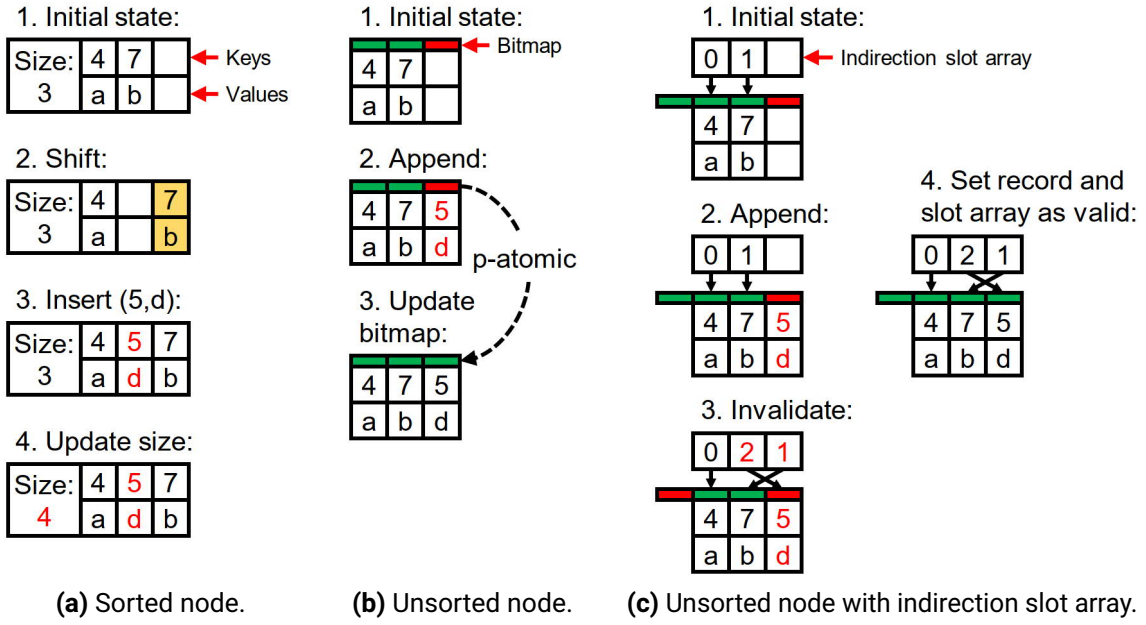 1. Initial state:
Size: 4 7
3 a b
Keys
Values
2. Shift:
Size: 4 7
3 a b
3. Insert (5,d):
Size: 4 5 7
3 a d b
4. Update size:
Size: 4 5 7
4 a d b
(a) Sorted node.
1. Initial state:
Bitmap
4 7
a b
2. Append:
4 7 5
a b d
p-atomic
3. Update
bitmap:
4 7 5
a b d
(b) Unsorted node.
1. Initial state:
0 1
Indirection slot array
4 7
a b
2. Append:
0 1
4 7 5
a b d
3. Invalidate:
0 2 1
4 7 5
a b d
4. Set record and
slot array as valid:
0 2 1
4 7 5
a b d
(c) Unsorted node with indirection slot array.